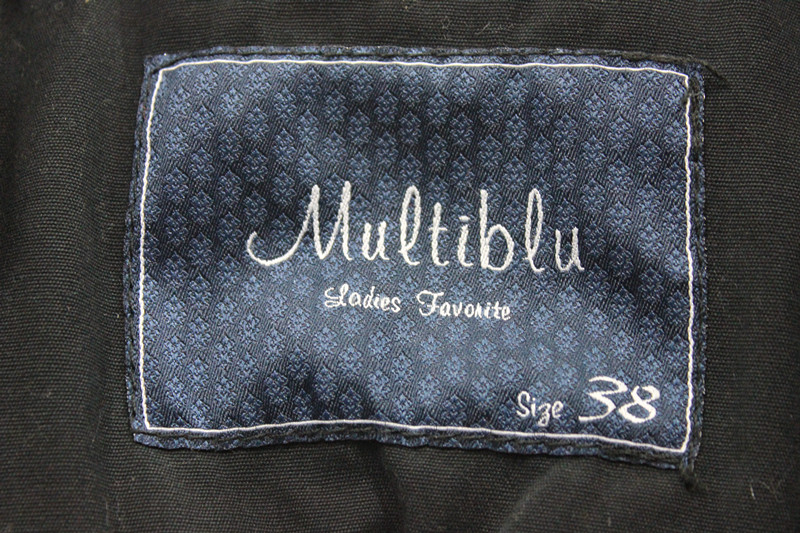 Multiblu
Ladies Favorite
Size 38